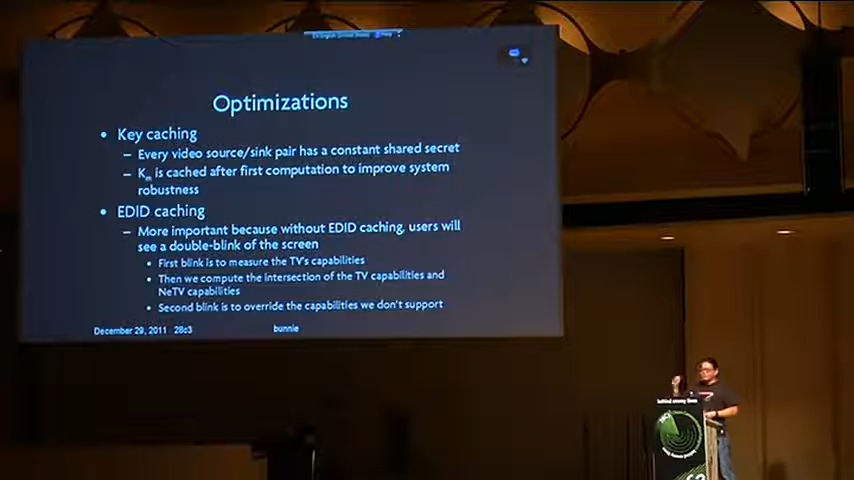 Optimizations
• Key caching
– Every video source/sink pair has a constant shared secret
– Km is cached after first computation to improve system
robustness
• EDID caching
– More important because without EDID caching, users will
see a double-blink of the screen
• First blink is to measure the TV's capabilities
• Then we compute the intersection of the TV capabilities and
NeTV capabilities
• Second blink is to override the capabilities we don't support
December 29, 2011 28c3
bunnie
behind enemy lines